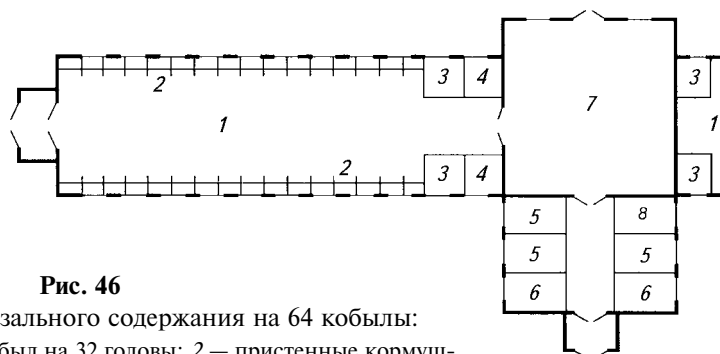 3 4 3
2
7
1 1
2
3 4 3
5 8
5 5
6 6
Рис. 46
зального содержания на 64 кобылы:
был на 32 головы; 2 — пристенные кормуш-